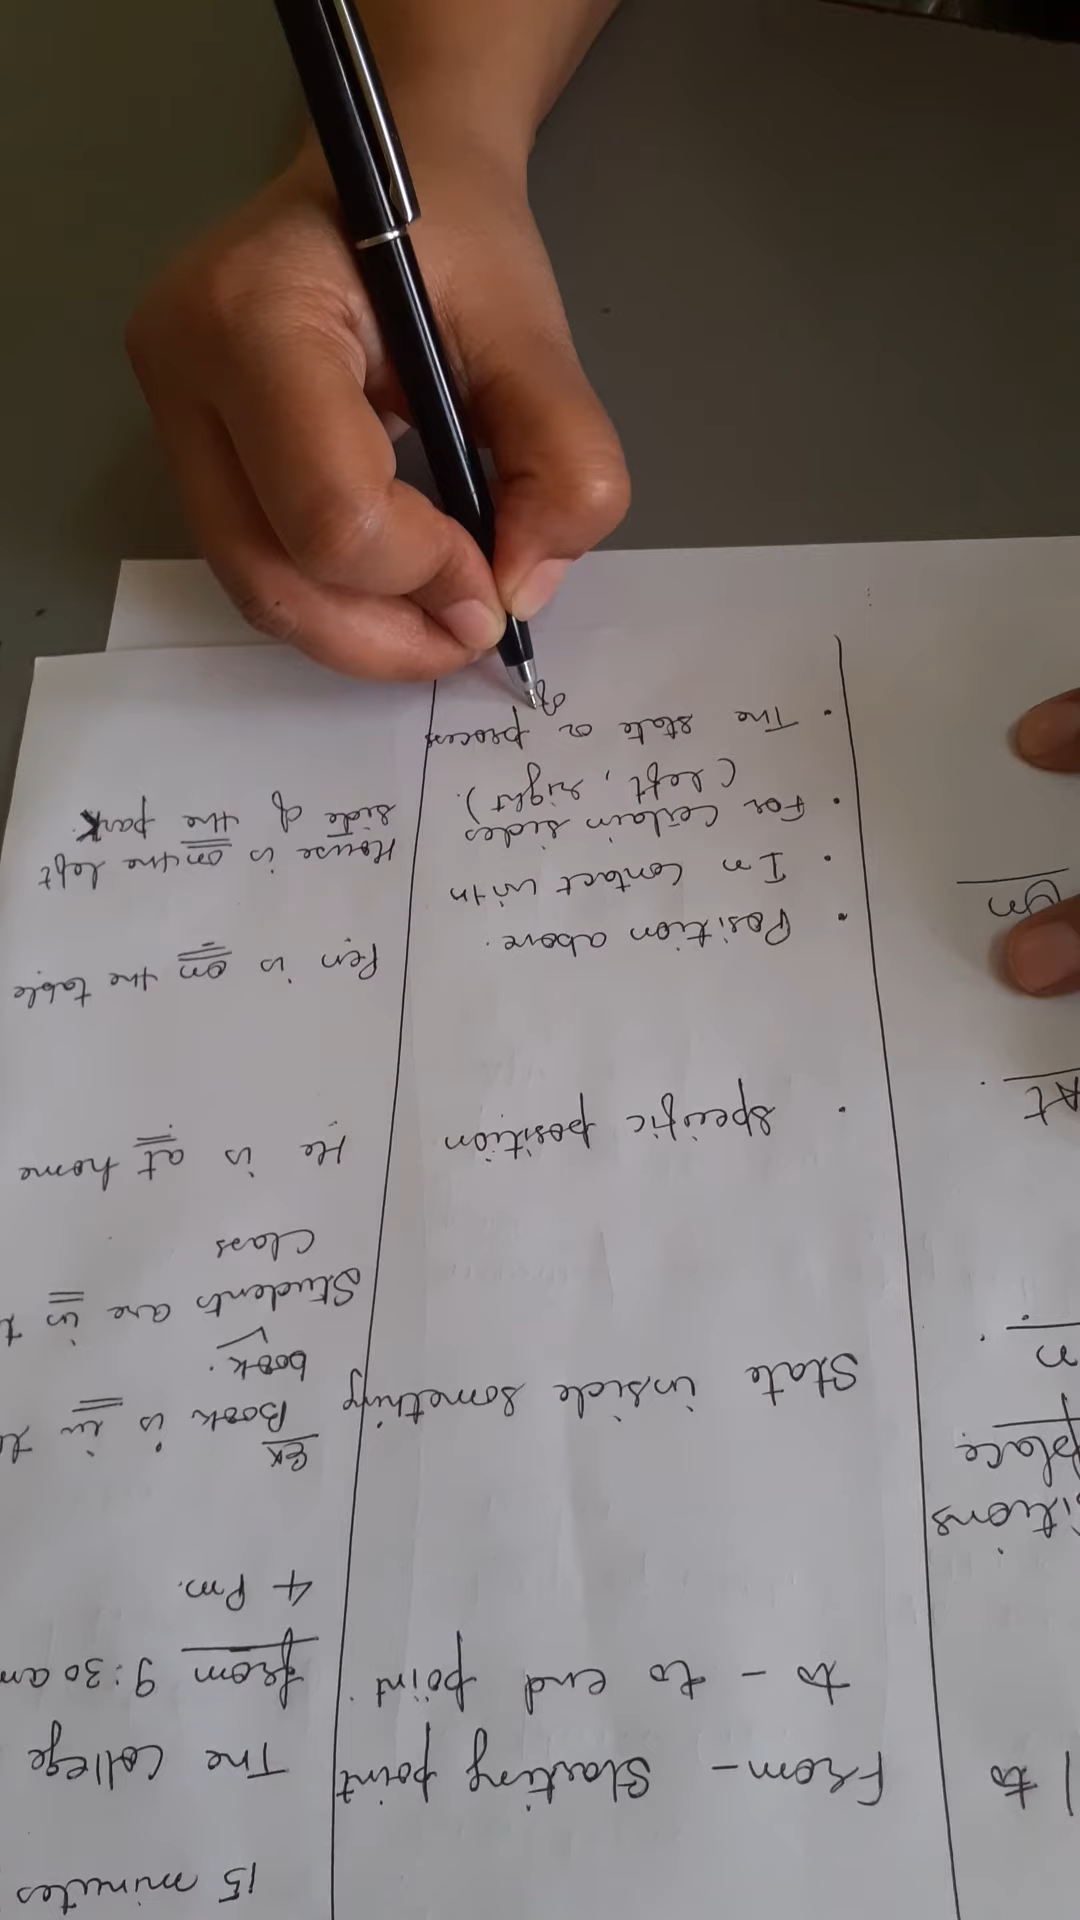 15 minutes
to
From - Starting point
The college
to - to end point.
from 9:30 am
4 Pm.
place
State inside something
Ex
Book is in
book.
Students are in
Class
At
• Specific position
He is at home
On
• Position above.
Pen is on the table
• In contact with
• For Certain sides
(left, right).
House is on the left
side of the park.
• The state or process
of